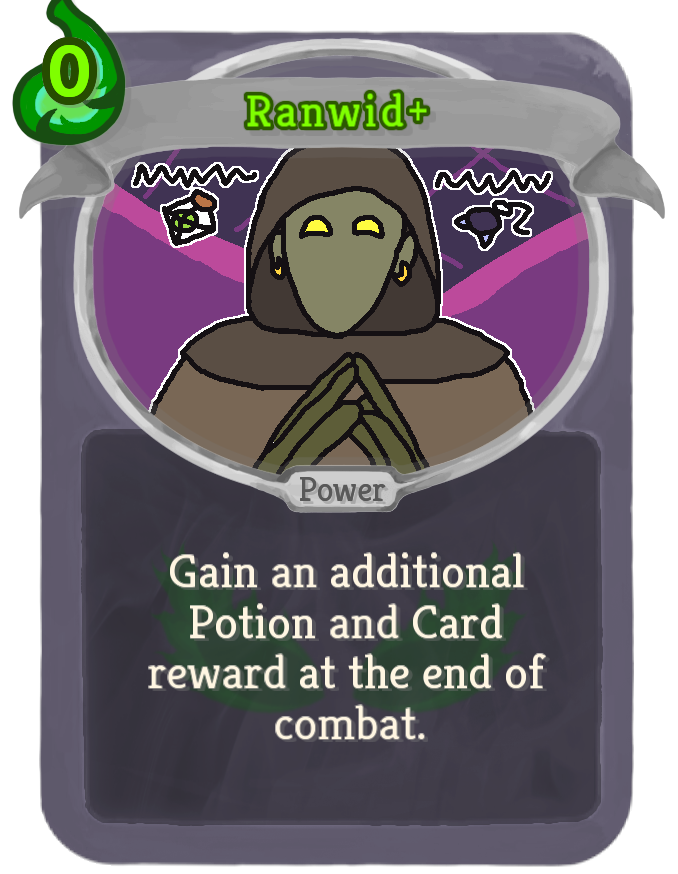 0
Ranwid+
Power
Gain an additional
Potion and Card
reward at the end of
combat.